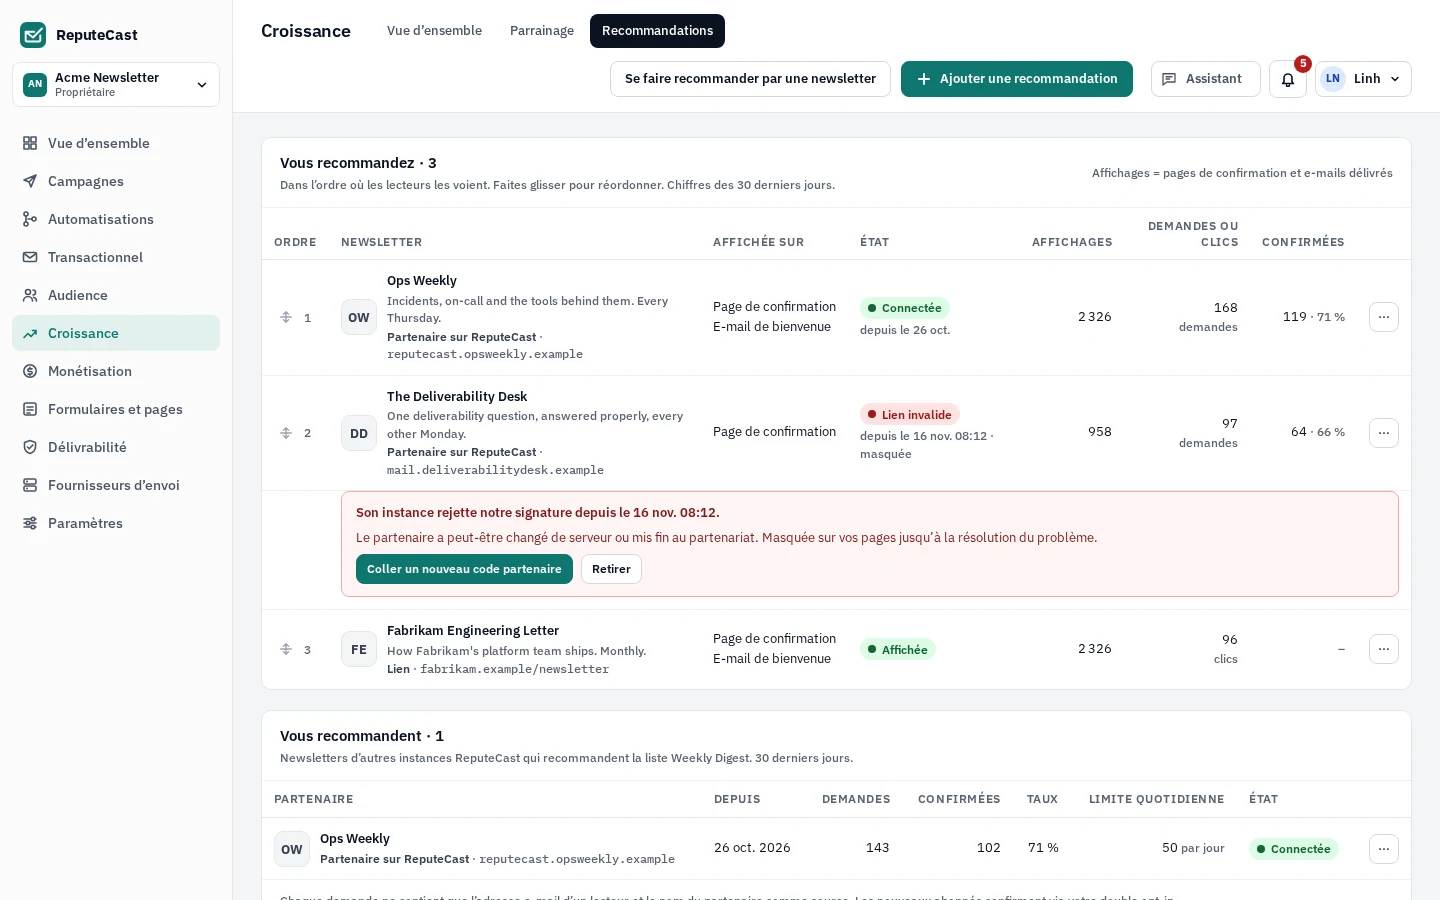 ReputeCast
AN
Acme Newsletter
Propriétaire
Vue d’ensemble
Campagnes
Automatisations
Transactionnel
Audience
Croissance
Monétisation
Formulaires et pages
Délivrabilité
Fournisseurs d’envoi
Paramètres
Croissance
Vue d’ensemble
Parrainage
Recommandations
Se faire recommander par une newsletter
Ajouter une recommandation
Assistant
5
LN
Linh
Vous recommandez · 3
Dans l’ordre où les lecteurs les voient. Faites glisser pour réordonner. Chiffres des 30 derniers jours.
Affichages = pages de confirmation et e-mails délivrés
ORDRE
NEWSLETTER
AFFICHÉE SUR
ÉTAT
AFFICHAGES
DEMANDES OU
CLICS
CONFIRMÉES
1
OW
Ops Weekly
Incidents, on-call and the tools behind them. Every
Thursday.
Partenaire sur ReputeCast ·
reputecast.opsweekly.example
Page de confirmation
E-mail de bienvenue
Connectée
depuis le 26 oct.
2 326
168
demandes
119 · 71 %
2
DD
The Deliverability Desk
One deliverability question, answered properly, every
other Monday.
Partenaire sur ReputeCast ·
mail.deliverabilitydesk.example
Page de confirmation
Lien invalide
depuis le 16 nov. 08:12 ·
masquée
958
97
demandes
64 · 66 %
Son instance rejette notre signature depuis le 16 nov. 08:12.
Le partenaire a peut-être changé de serveur ou mis fin au partenariat. Masquée sur vos pages jusqu’à la résolution du problème.
Coller un nouveau code partenaire
Retirer
3
FE
Fabrikam Engineering Letter
How Fabrikam's platform team ships. Monthly.
Lien · fabrikam.example/newsletter
Page de confirmation
E-mail de bienvenue
Affichée
2 326
96
clics
–
Vous recommandent · 1
Newsletters d’autres instances ReputeCast qui recommandent la liste Weekly Digest. 30 derniers jours.
PARTENAIRE
DEPUIS
DEMANDES
CONFIRMÉES
TAUX
LIMITE QUOTIDIENNE
ÉTAT
OW
Ops Weekly
Partenaire sur ReputeCast · reputecast.opsweekly.example
26 oct. 2026
143
102
71 %
50 par jour
Connectée